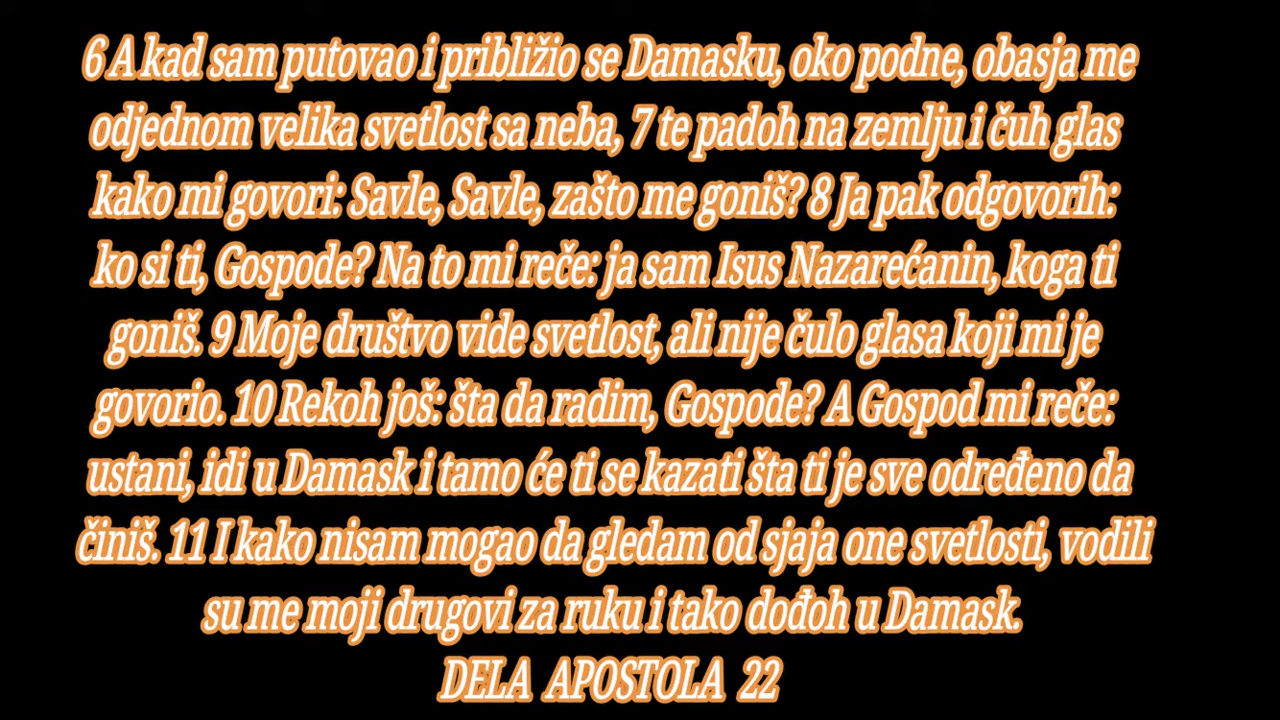 6 A kad sam putovao i približio se Damasku, oko podne, obasja me
odjednom velika svetlost sa neba, 7 te padoh na zemlju i čuh glas
kako mi govori: Savle, Savle, zašto me goniš? 8 Ja pak odgovorih:
ko si ti, Gospode? Na to mi reče: ja sam Isus Nazarećanin, koga ti
goniš. 9 Moje društvo vide svetlost, ali nije čulo glasa koji mi je
govorio. 10 Rekoh još: šta da radim, Gospode? A Gospod mi reče:
ustani, idi u Damask i tamo će ti se kazati šta ti je sve određeno da
činiš. 11 I kako nisam mogao da gledam od sjaja one svetlosti, vodili
su me moji drugovi za ruku i tako dođoh u Damask.
DELA APOSTOLA 22